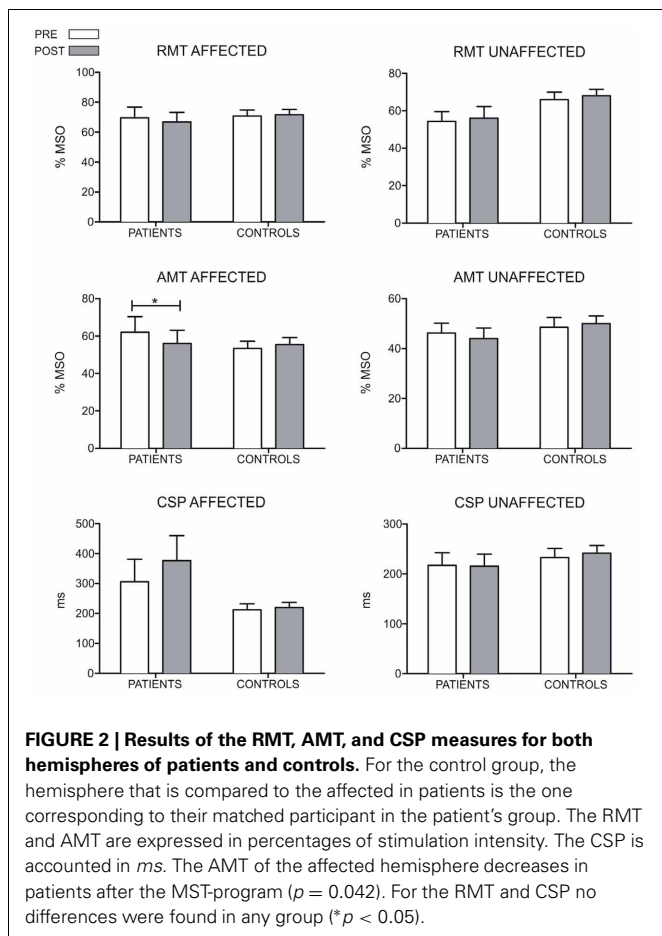 PRE
POST
RMT AFFECTED
% MSO
100
80
60
40
20
0
PATIENTS CONTROLS
RMT UNAFFECTED
% MSO
80
60
40
20
0
PATIENTS CONTROLS
AMT AFFECTED
% MSO
80
60
40
20
0
*
PATIENTS CONTROLS
AMT UNAFFECTED
% MSO
60
40
20
0
PATIENTS CONTROLS
CSP AFFECTED
ms
500
400
300
200
100
0
PATIENTS CONTROLS
CSP UNAFFECTED
ms
300
200
100
0
PATIENTS CONTROLS
FIGURE 2 | Results of the RMT, AMT, and CSP measures for both
hemispheres of patients and controls. For the control group, the
hemisphere that is compared to the affected in patients is the one
corresponding to their matched participant in the patient's group. The RMT
and AMT are expressed in percentages of stimulation intensity. The CSP is
accounted in ms. The AMT of the affected hemisphere decreases in
patients after the MST-program (p = 0.042). For the RMT and CSP no
differences were found in any group (*p < 0.05).